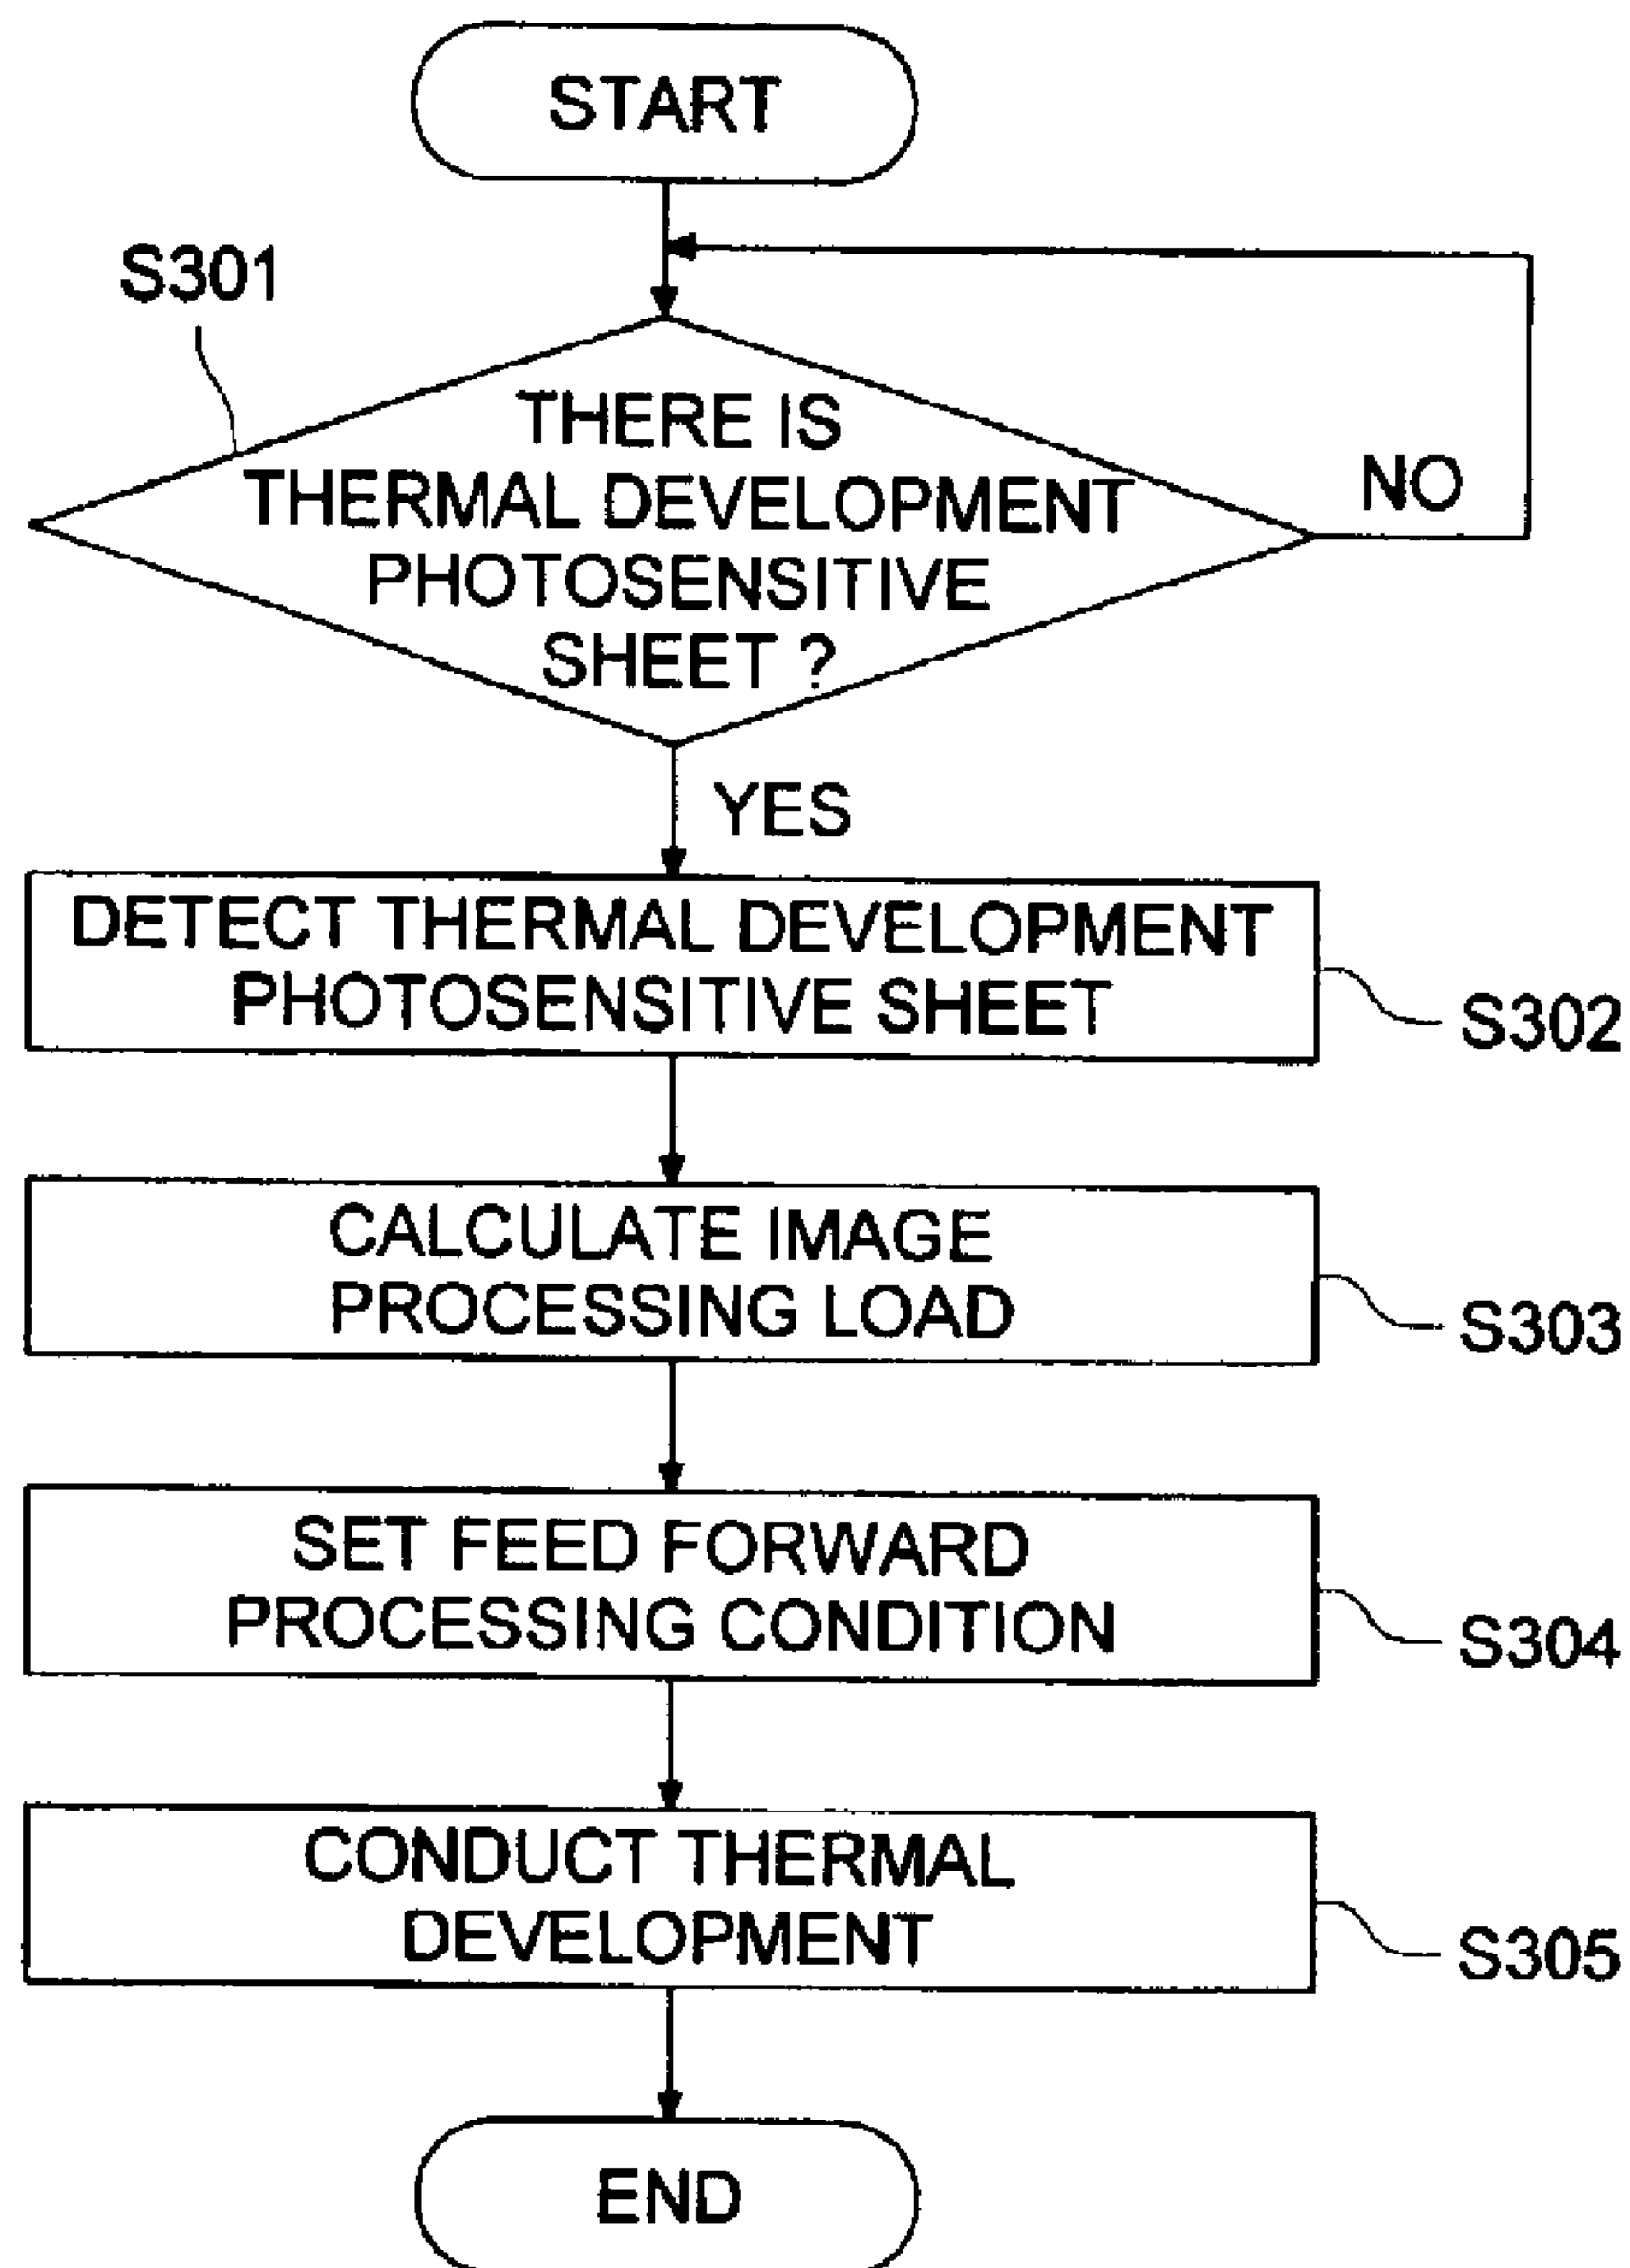 START
S301
THERE IS
THERMAL DEVELOPMENT
PHOTOSENSITIVE
SHEET ?
NO
YES
DETECT THERMAL DEVELOPMENT
PHOTOSENSITIVE SHEET
S302
CALCULATE IMAGE
PROCESSING LOAD
S303
SET FEED FORWARD
PROCESSING CONDITION
S304
CONDUCT THERMAL
DEVELOPMENT
S305
END